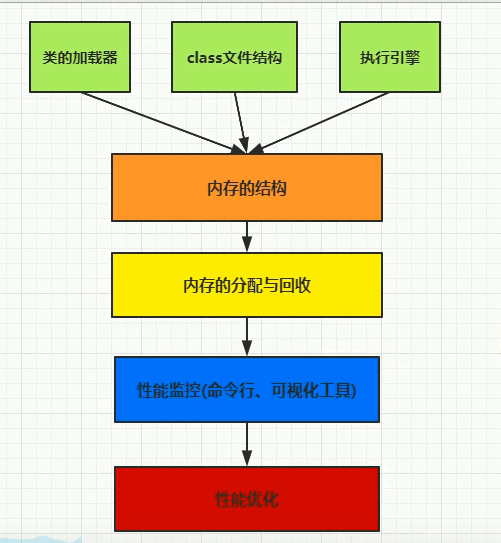 类的加载器
class文件结构
执行引擎
内存的结构
内存的分配与回收
性能监控(命令行、可视化工具)
性能优化